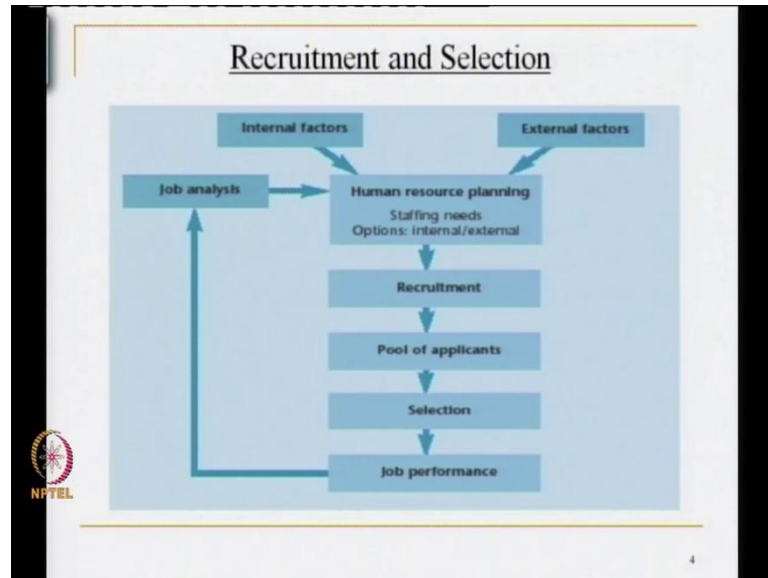 Recruitment and Selection
Internal factors
External factors
Job analysis
Human resource planning
Staffing needs
Options: internal/external
Recruitment
Pool of applicants
Selection
Job performance
NPTEL
4